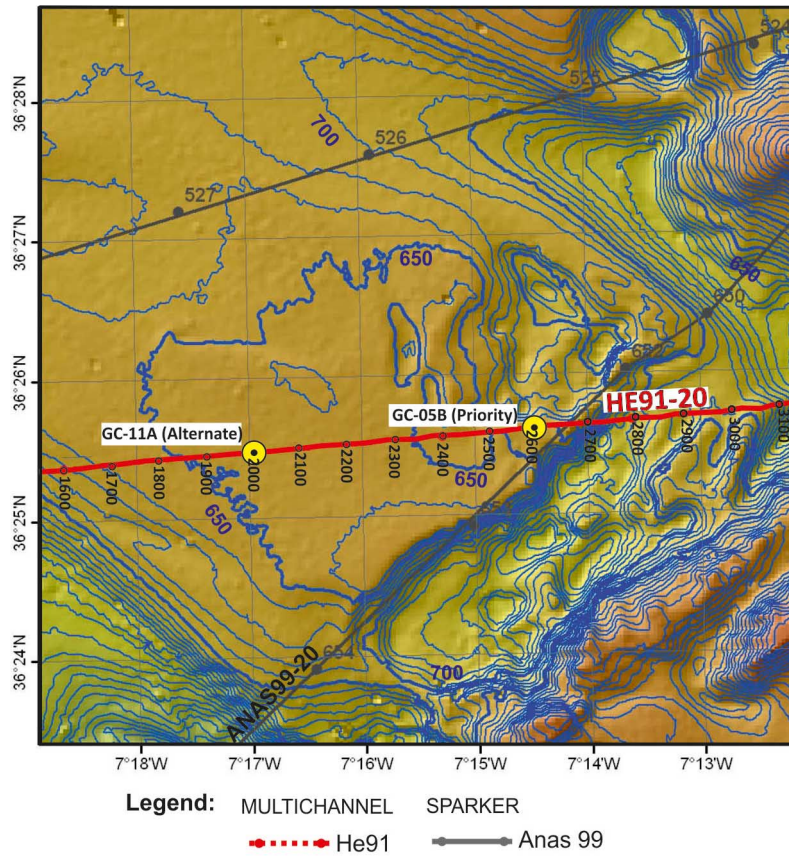 524
36°28'N
525
700
526
527
36°27'N
650
650
650
652
36°26'N
HE91-20
GC-05B (Priority)
GC-11A (Alternate)
1600
1700
1800
1900
2000
2100
2200
2300
2400
2500
2600
2700
2800
2900
3000
3100
650
650
36°25'N
654
36°24'N
700
ANAS99-20
7°18'W
7°17'W
7°16'W
7°15'W
7°14'W
7°13'W
Legend: MULTICHANNEL SPARKER
He91 Anas 99